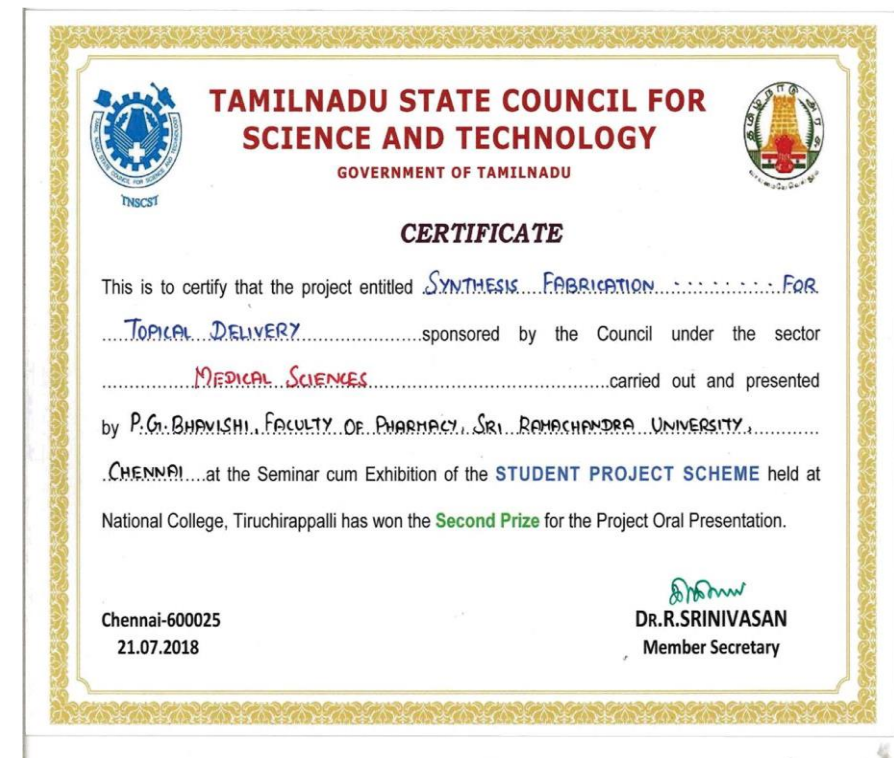 TAMILNADU STATE COUNCIL FOR
SCIENCE AND TECHNOLOGY
GOVERNMENT OF TAMILNADU
TNSCST
CERTIFICATE
This is to certify that the project entitled SYNTHESIS FABRICATION ........ FOR
TOPICAL DELIVERY sponsored by the Council under the sector
MEDICAL SCIENCES carried out and presented
by P.G. BHAVISHI, FACULTY OF PHARMACY, SRI RAMACHANDRA UNIVERSITY,
CHENNAI at the Seminar cum Exhibition of the STUDENT PROJECT SCHEME held at
National College, Tiruchirappalli has won the Second Prize for the Project Oral Presentation.
Chennai-600025
21.07.2018
DR.R.SRINIVASAN
Member Secretary